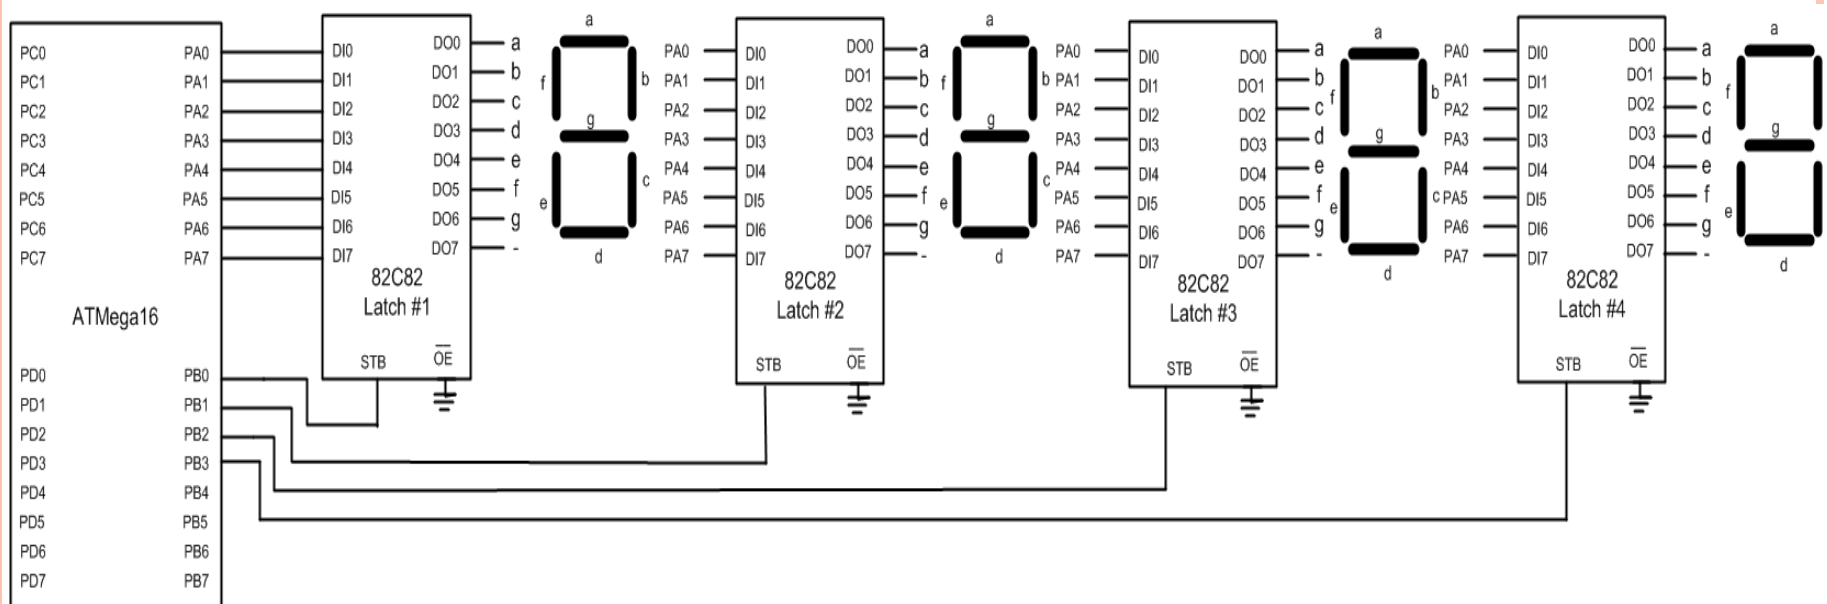 PC0 PA0
PC1 PA1
PC2 PA2
PC3 PA3
PC4 PA4
PC5 PA5
PC6 PA6
PC7 PA7
ATMega16
PD0 PB0
PD1 PB1
PD2 PB2
PD3 PB3
PD4 PB4
PD5 PB5
PD6 PB6
PD7 PB7
DI0 DO0 a
DI1 DO1 b
DI2 DO2 c
DI3 DO3 d
DI4 DO4 e
DI5 DO5 f
DI6 DO6 g
DI7 DO7 -
82C82
Latch #1
STB OE
a
f b
g
e c
d
PA0 DI0 DO0 a
PA1 DI1 DO1 b
PA2 DI2 DO2 c
PA3 DI3 DO3 d
PA4 DI4 DO4 e
PA5 DI5 DO5 f
PA6 DI6 DO6 g
PA7 DI7 DO7 -
82C82
Latch #2
STB OE
a
f b
g
e c
d
PA0 DI0 DO0 a
PA1 DI1 DO1 b
PA2 DI2 DO2 c
PA3 DI3 DO3 d
PA4 DI4 DO4 e
PA5 DI5 DO5 f
PA6 DI6 DO6 g
PA7 DI7 DO7 -
82C82
Latch #3
STB OE
a
f b
g
e c
d
PA0 DI0 DO0 a
PA1 DI1 DO1 b
PA2 DI2 DO2 c
PA3 DI3 DO3 d
PA4 DI4 DO4 e
PA5 DI5 DO5 f
PA6 DI6 DO6 g
PA7 DI7 DO7 -
82C82
Latch #4
STB OE
a
f
g
e
d